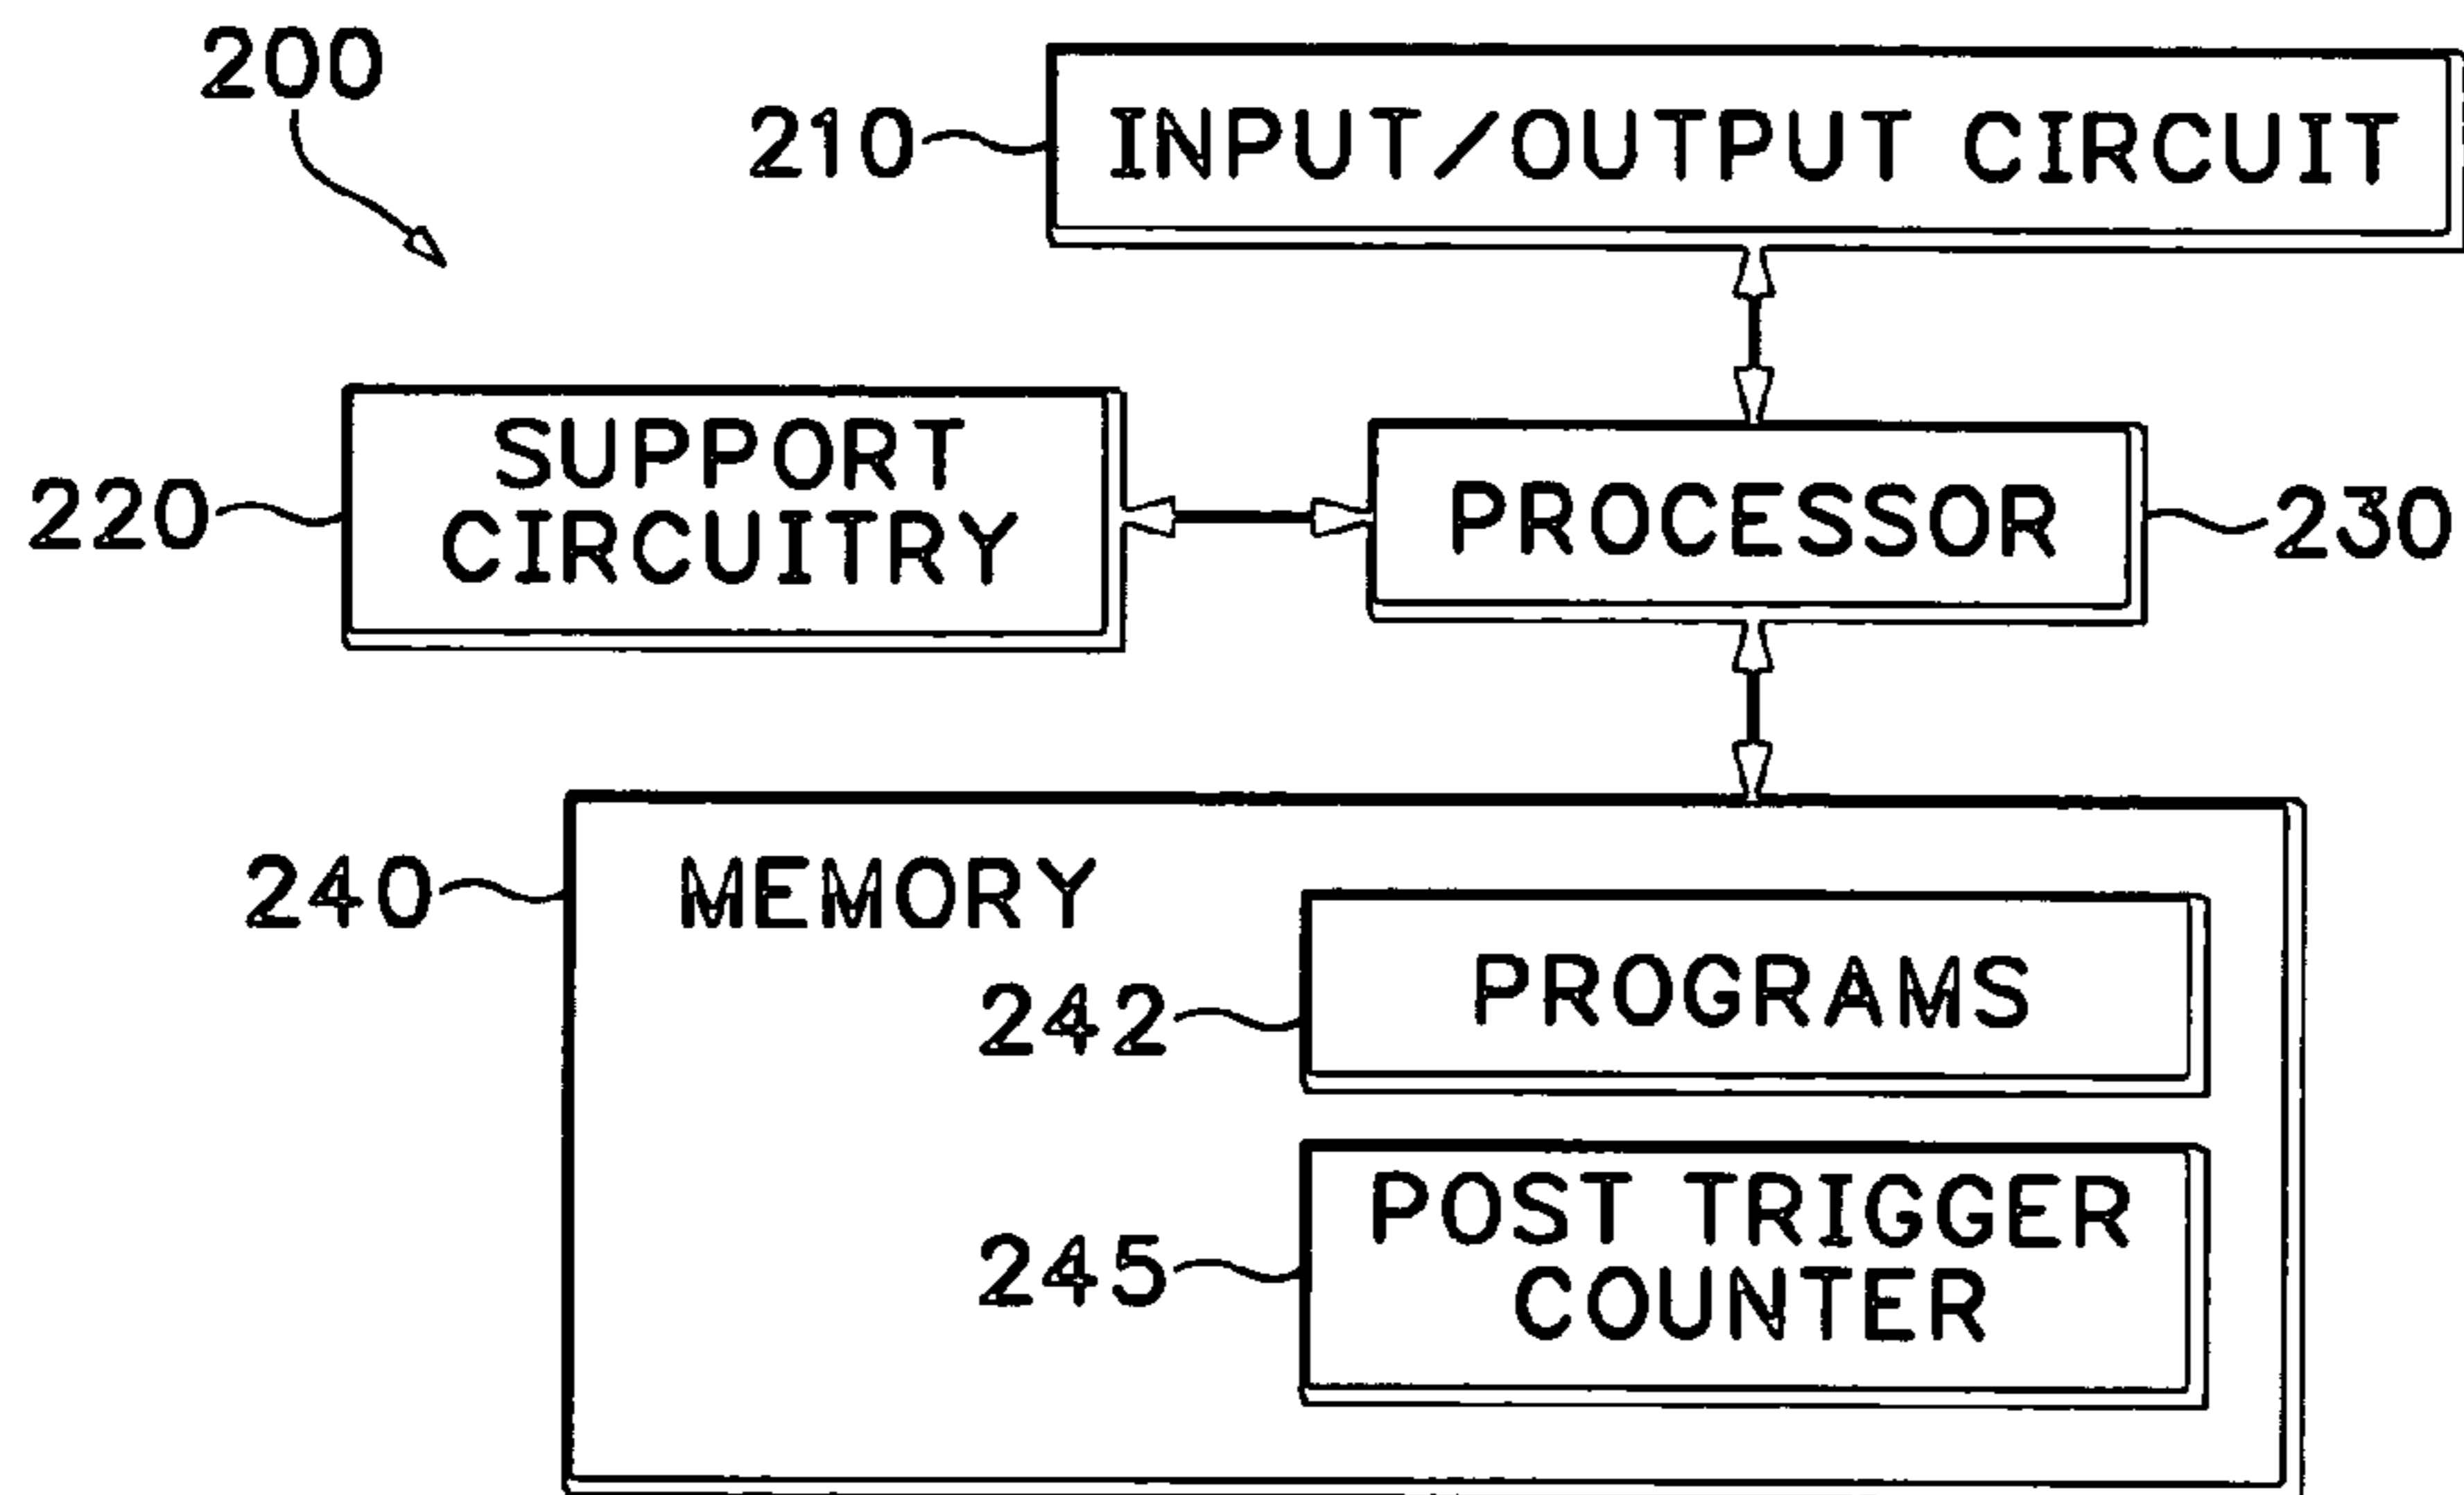 200
210 INPUT/OUTPUT CIRCUIT
SUPPORT
CIRCUITRY
220
PROCESSOR 230
240 MEMORY
PROGRAMS
242
POST TRIGGER
COUNTER
245